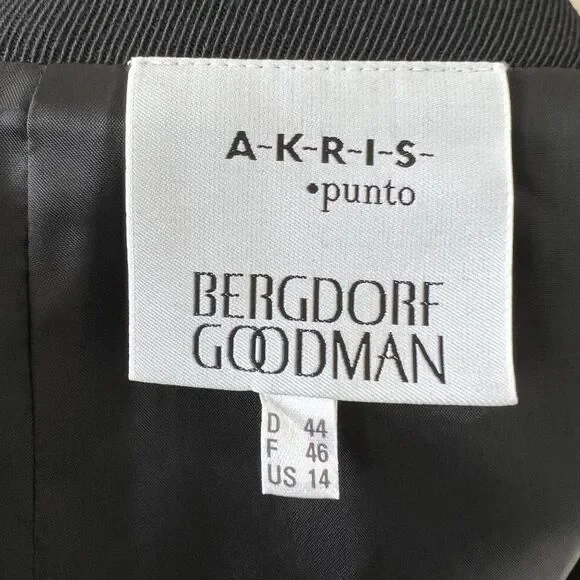 A-K-R-I-S-
•punto
BERGDORF
GOODMAN
D 44
F 46
US 14